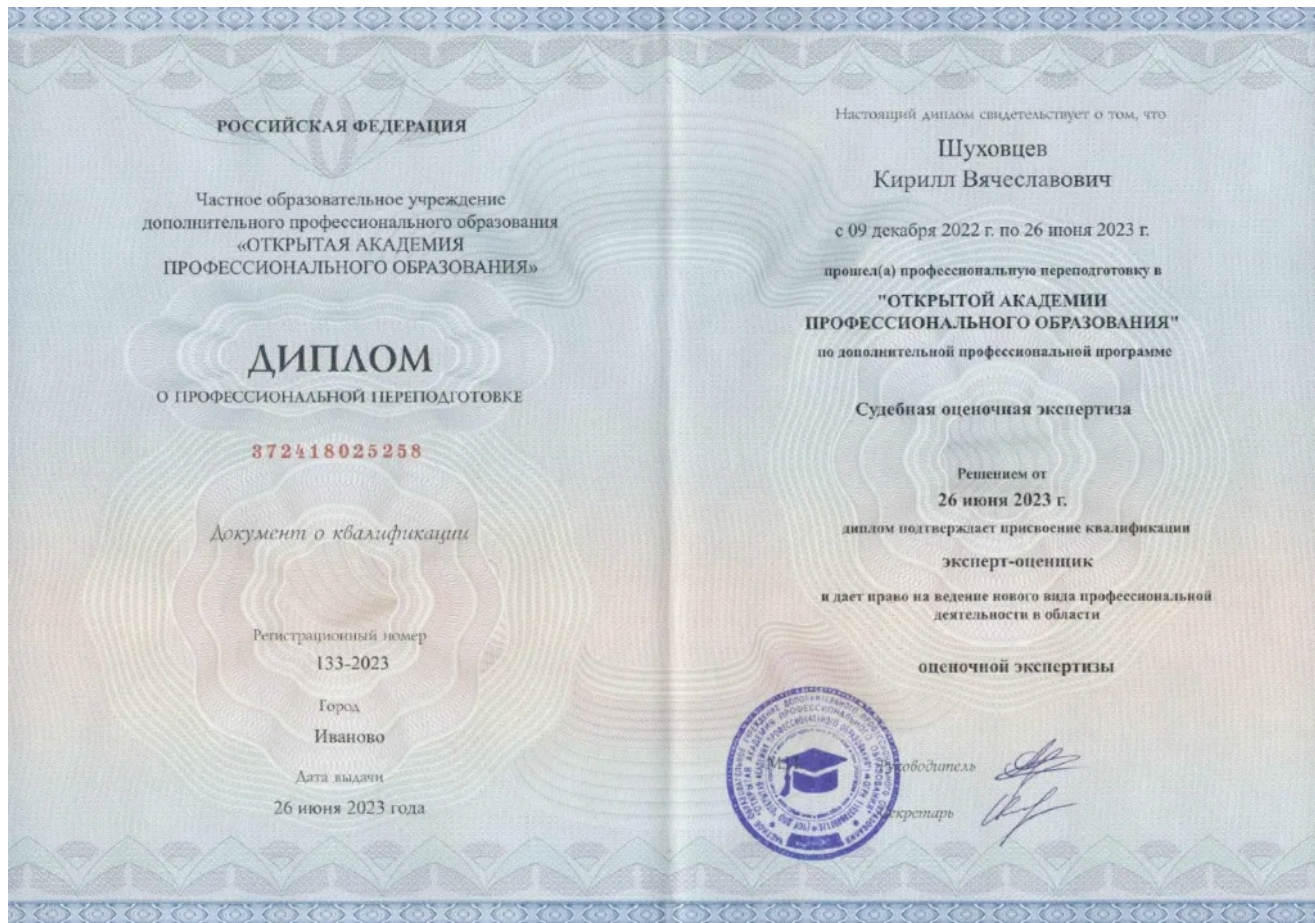 РОССИЙСКАЯ ФЕДЕРАЦИЯ
Частное образовательное учреждение
дополнительного профессионального образования
«ОТКРЫТАЯ АКАДЕМИЯ
ПРОФЕССИОНАЛЬНОГО ОБРАЗОВАНИЯ»
ДИПЛОМ
О ПРОФЕССИОНАЛЬНОЙ ПЕРЕПОДГОТОВКЕ
372418025258
Документ о квалификации
Регистрационный номер
133-2023
Город
Иваново
Дата выдачи
26 июня 2023 года
Настоящий диплом свидетельствует о том, что
Шуховцев
Кирилл Вячеславович
с 09 декабря 2022 г. по 26 июня 2023 г.
прошел(а) профессиональную переподготовку в
"ОТКРЫТОЙ АКАДЕМИИ
ПРОФЕССИОНАЛЬНОГО ОБРАЗОВАНИЯ"
по дополнительной профессиональной программе
Судебная оценочная экспертиза
Решением от
26 июня 2023 г.
диплом подтверждает присвоение квалификации
эксперт-оценщик
и дает право на ведение нового вида профессиональной
деятельности в области
оценочной экспертизы
М.П.
Руководитель
Секретарь